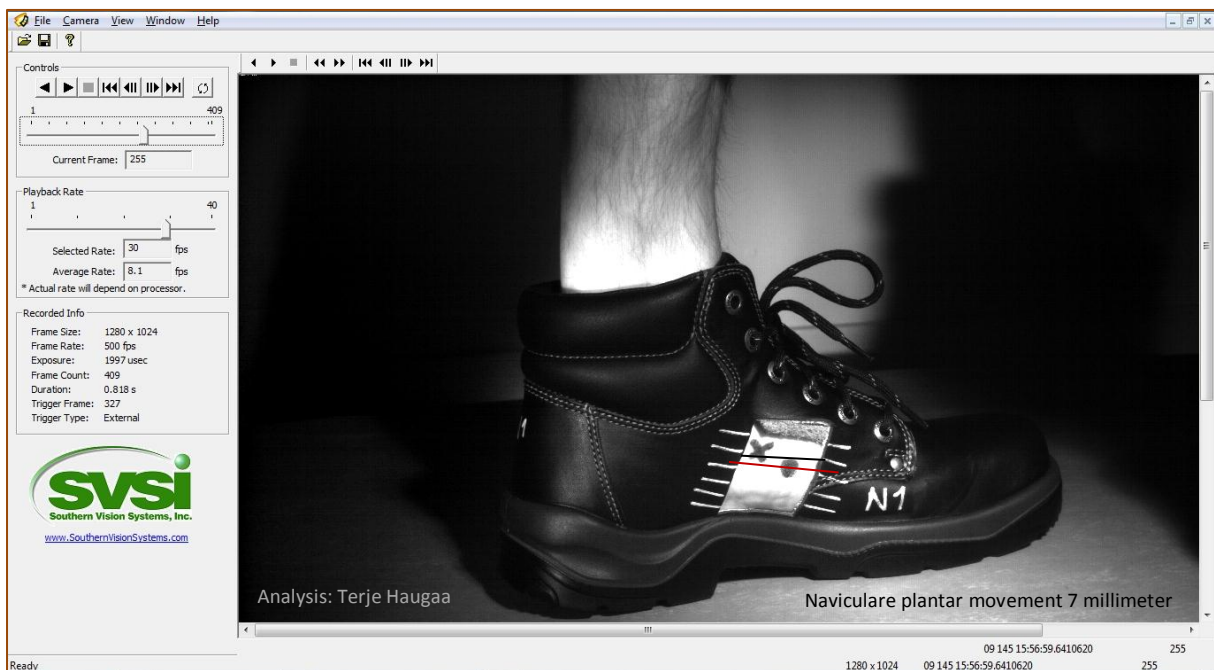 File Camera View Window Help
Controls
1 409
Current Frame: 255
Playback Rate
1 40
Selected Rate: 30 fps
Average Rate: 8.1 fps
* Actual rate will depend on processor.
Recorded Info
Frame Size: 1280 x 1024
Frame Rate: 500 fps
Exposure: 1997 usec
Frame Count: 409
Duration: 0.818 s
Trigger Frame: 327
Trigger Type: External
SVSi
Southern Vision Systems, Inc.
www.SouthernVisionSystems.com
N1
Analysis: Terje Haugaa
Naviculare plantar movement 7 millimeter
09 145 15:56:59.6410620 255
Ready
1280 x 1024 09 145 15:56:59.6410620 255